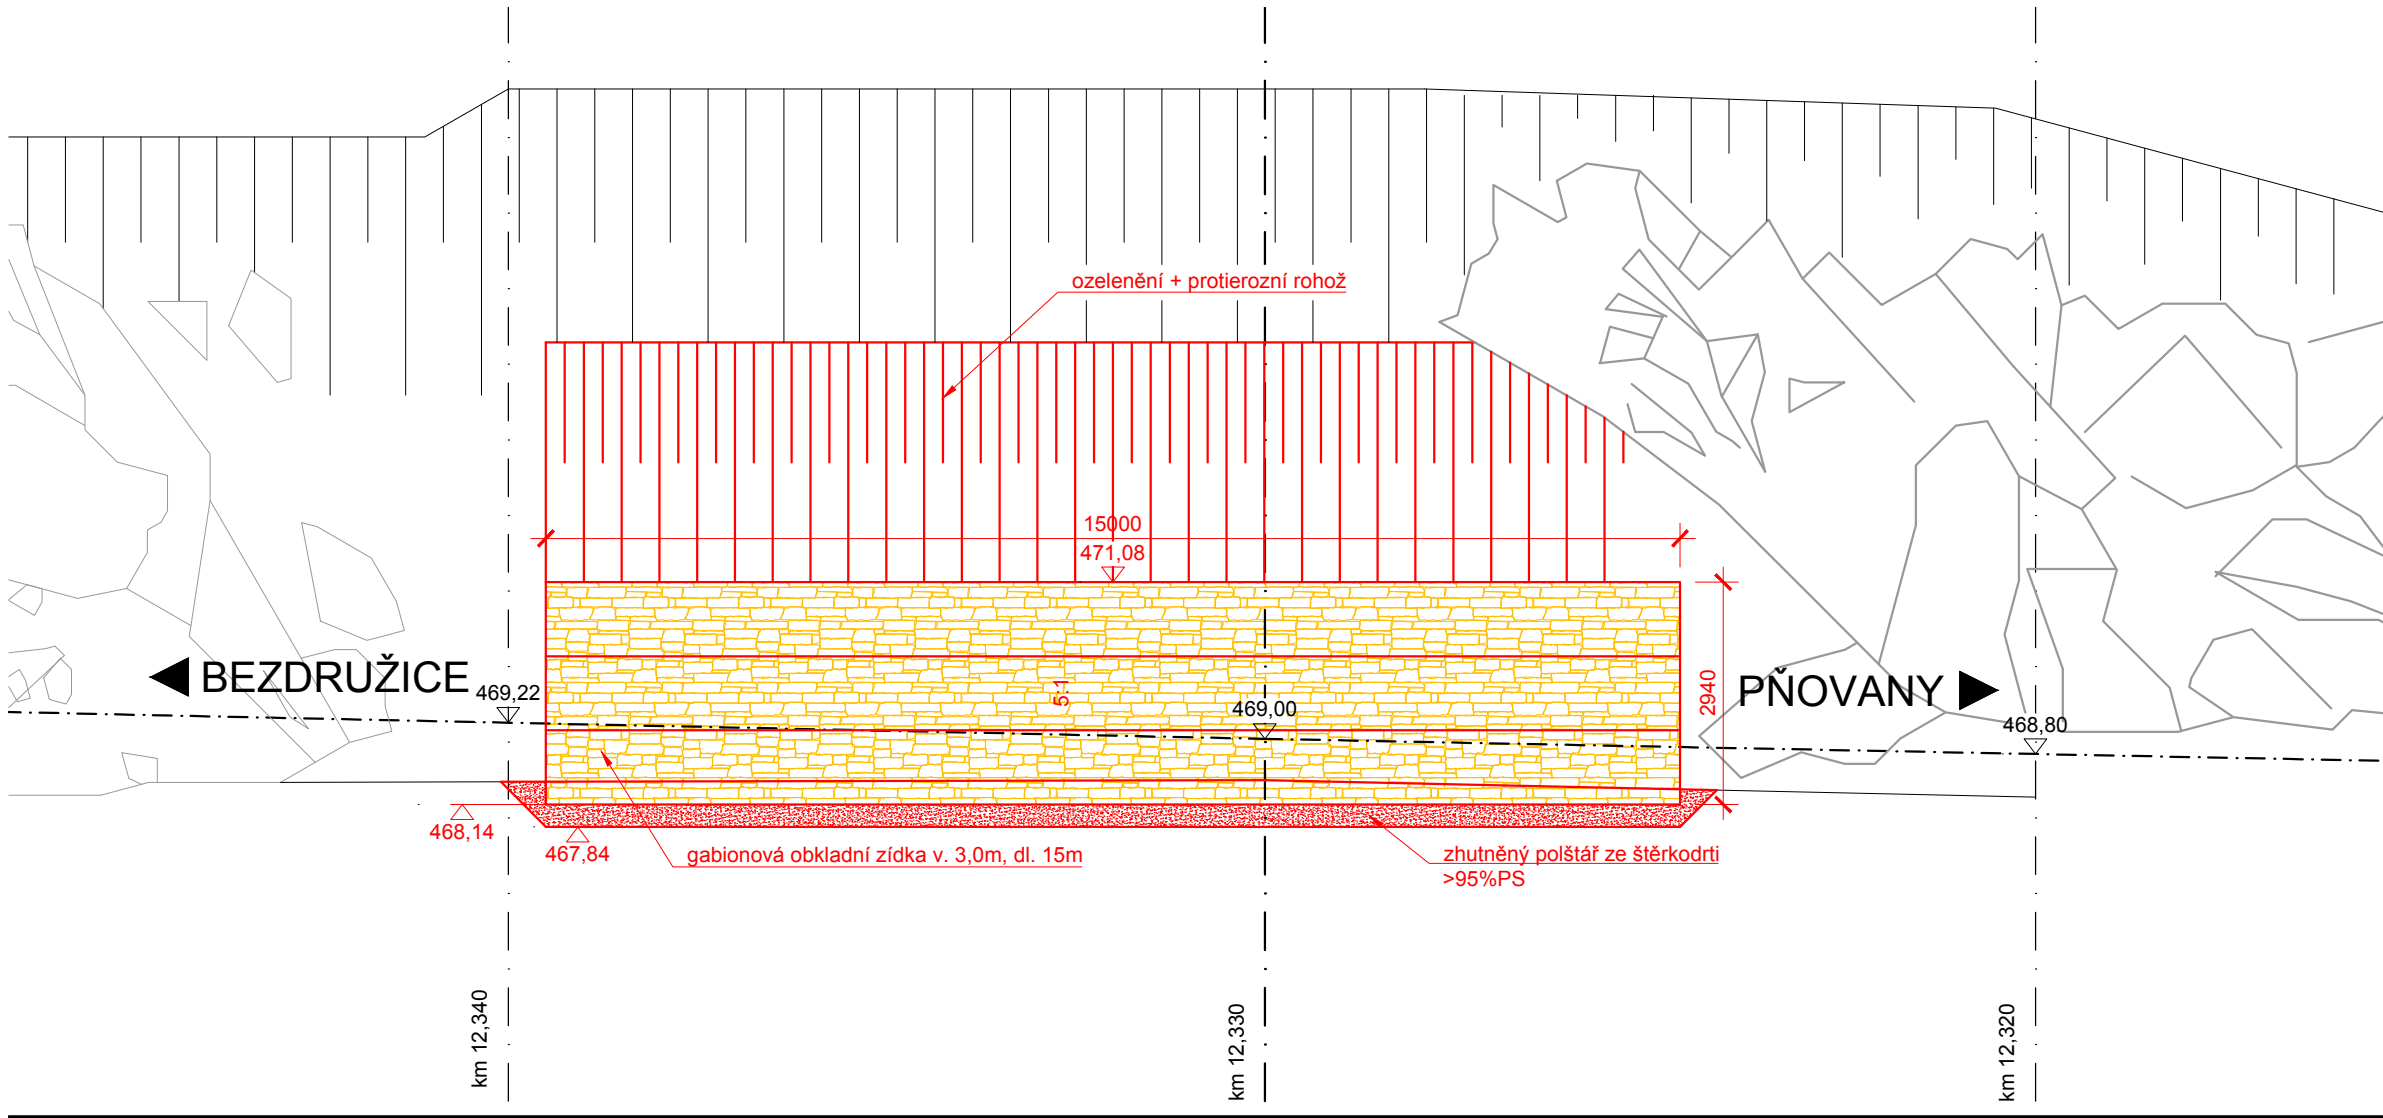 ozelenění + protierozní rohož
15000
471,08
BEZDRUŽICE
469,22
5:1
469,00
2940
PŇOVANY
468,80
468,14
467,84
gabionová obkladní zídka v. 3,0m, dl. 15m
zhutněný polštář ze štěrkodrti
>95%PS
km 12,340
km 12,330
km 12,320